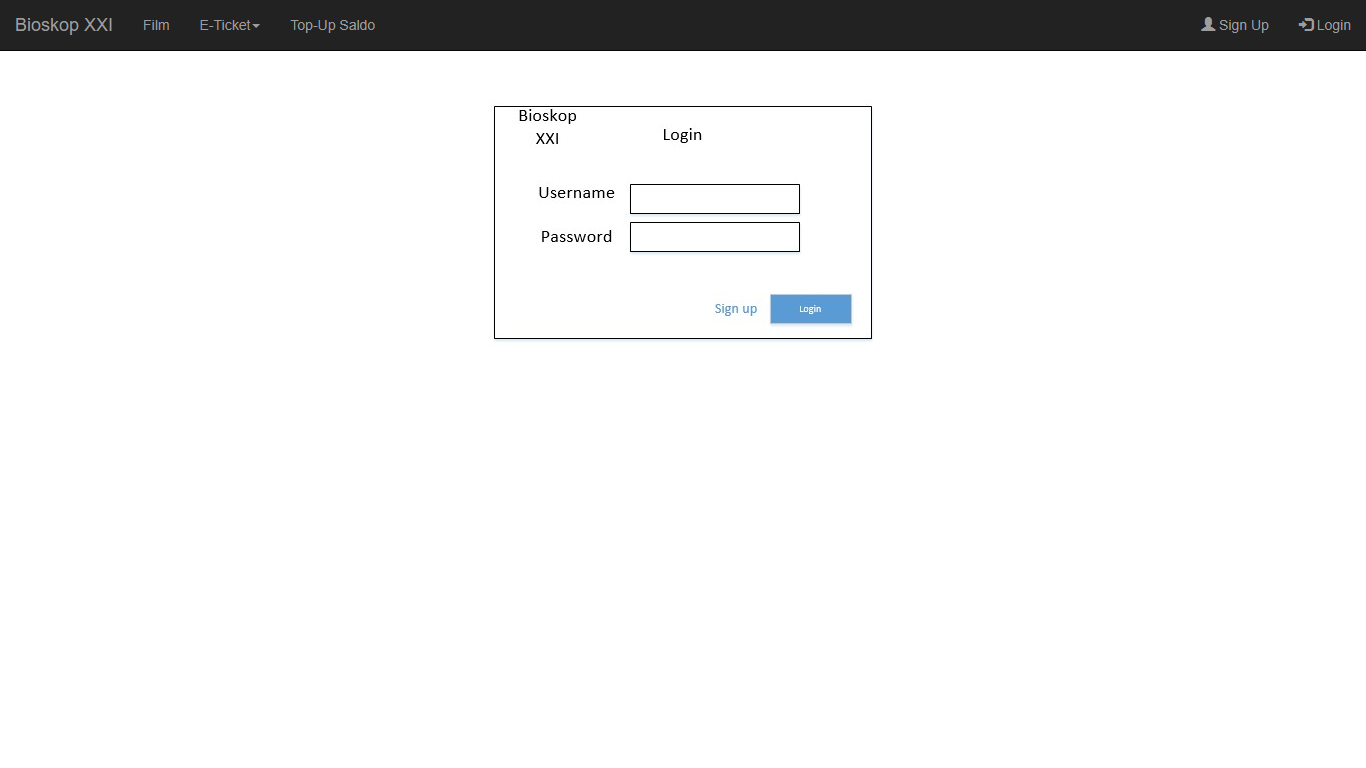 Bioskop XXI Film E-Ticket Top-Up Saldo Sign Up Login
Bioskop
XXI
Login
Username
Password
Sign up Login